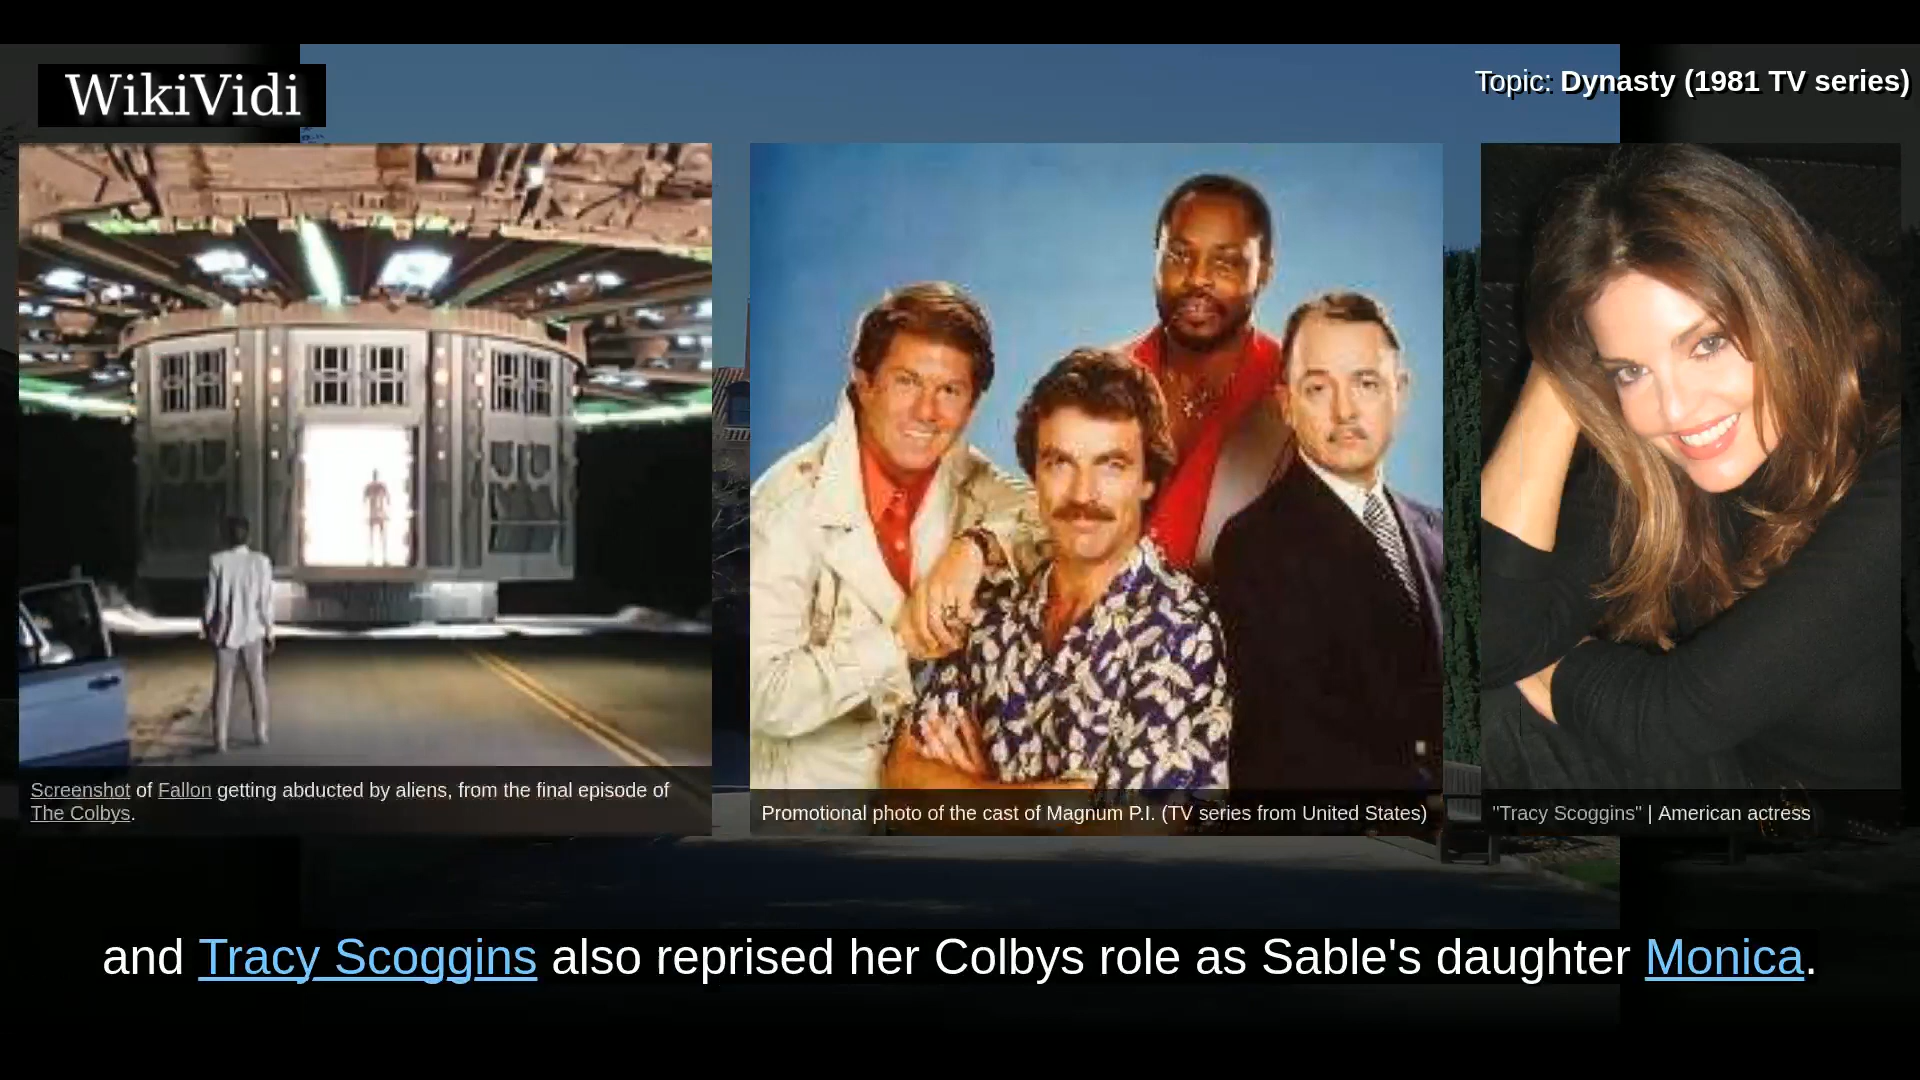 WikiVidi
Topic: Dynasty (1981 TV series)
Screenshot of Fallon getting abducted by aliens, from the final episode of
The Colbys.
Promotional photo of the cast of Magnum P.I. (TV series from United States)
"Tracy Scoggins" | American actress
and Tracy Scoggins also reprised her Colbys role as Sable's daughter Monica.